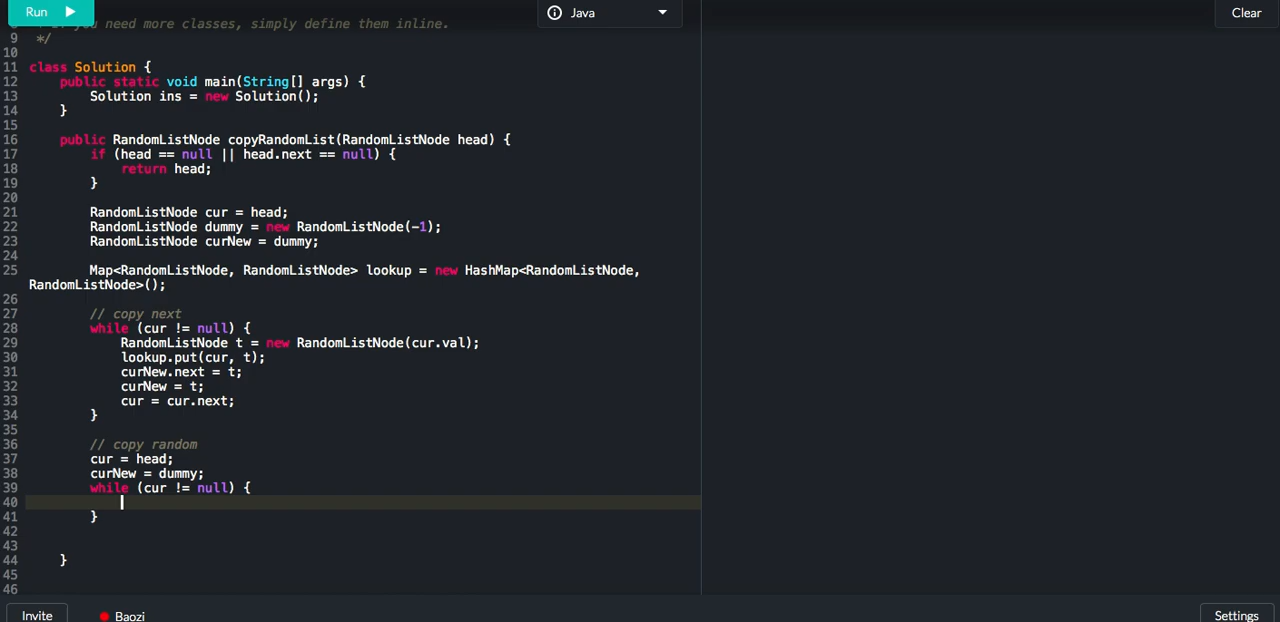 Run
Java
Clear
8 * If you need more classes, simply define them inline.
9 */
10
11 class Solution {
12 public static void main(String[] args) {
13 Solution ins = new Solution();
14 }
15
16 public RandomListNode copyRandomList(RandomListNode head) {
17 if (head == null || head.next == null) {
18 return head;
19 }
20
21 RandomListNode cur = head;
22 RandomListNode dummy = new RandomListNode(-1);
23 RandomListNode curNew = dummy;
24
25 Map<RandomListNode, RandomListNode> lookup = new HashMap<RandomListNode,
RandomListNode>();
26
27 // copy next
28 while (cur != null) {
29 RandomListNode t = new RandomListNode(cur.val);
30 lookup.put(cur, t);
31 curNew.next = t;
32 curNew = t;
33 cur = cur.next;
34 }
35
36 // copy random
37 cur = head;
38 curNew = dummy;
39 while (cur != null) {
40
41 }
42
43
44 }
45
46
Invite
Baozi
Settings